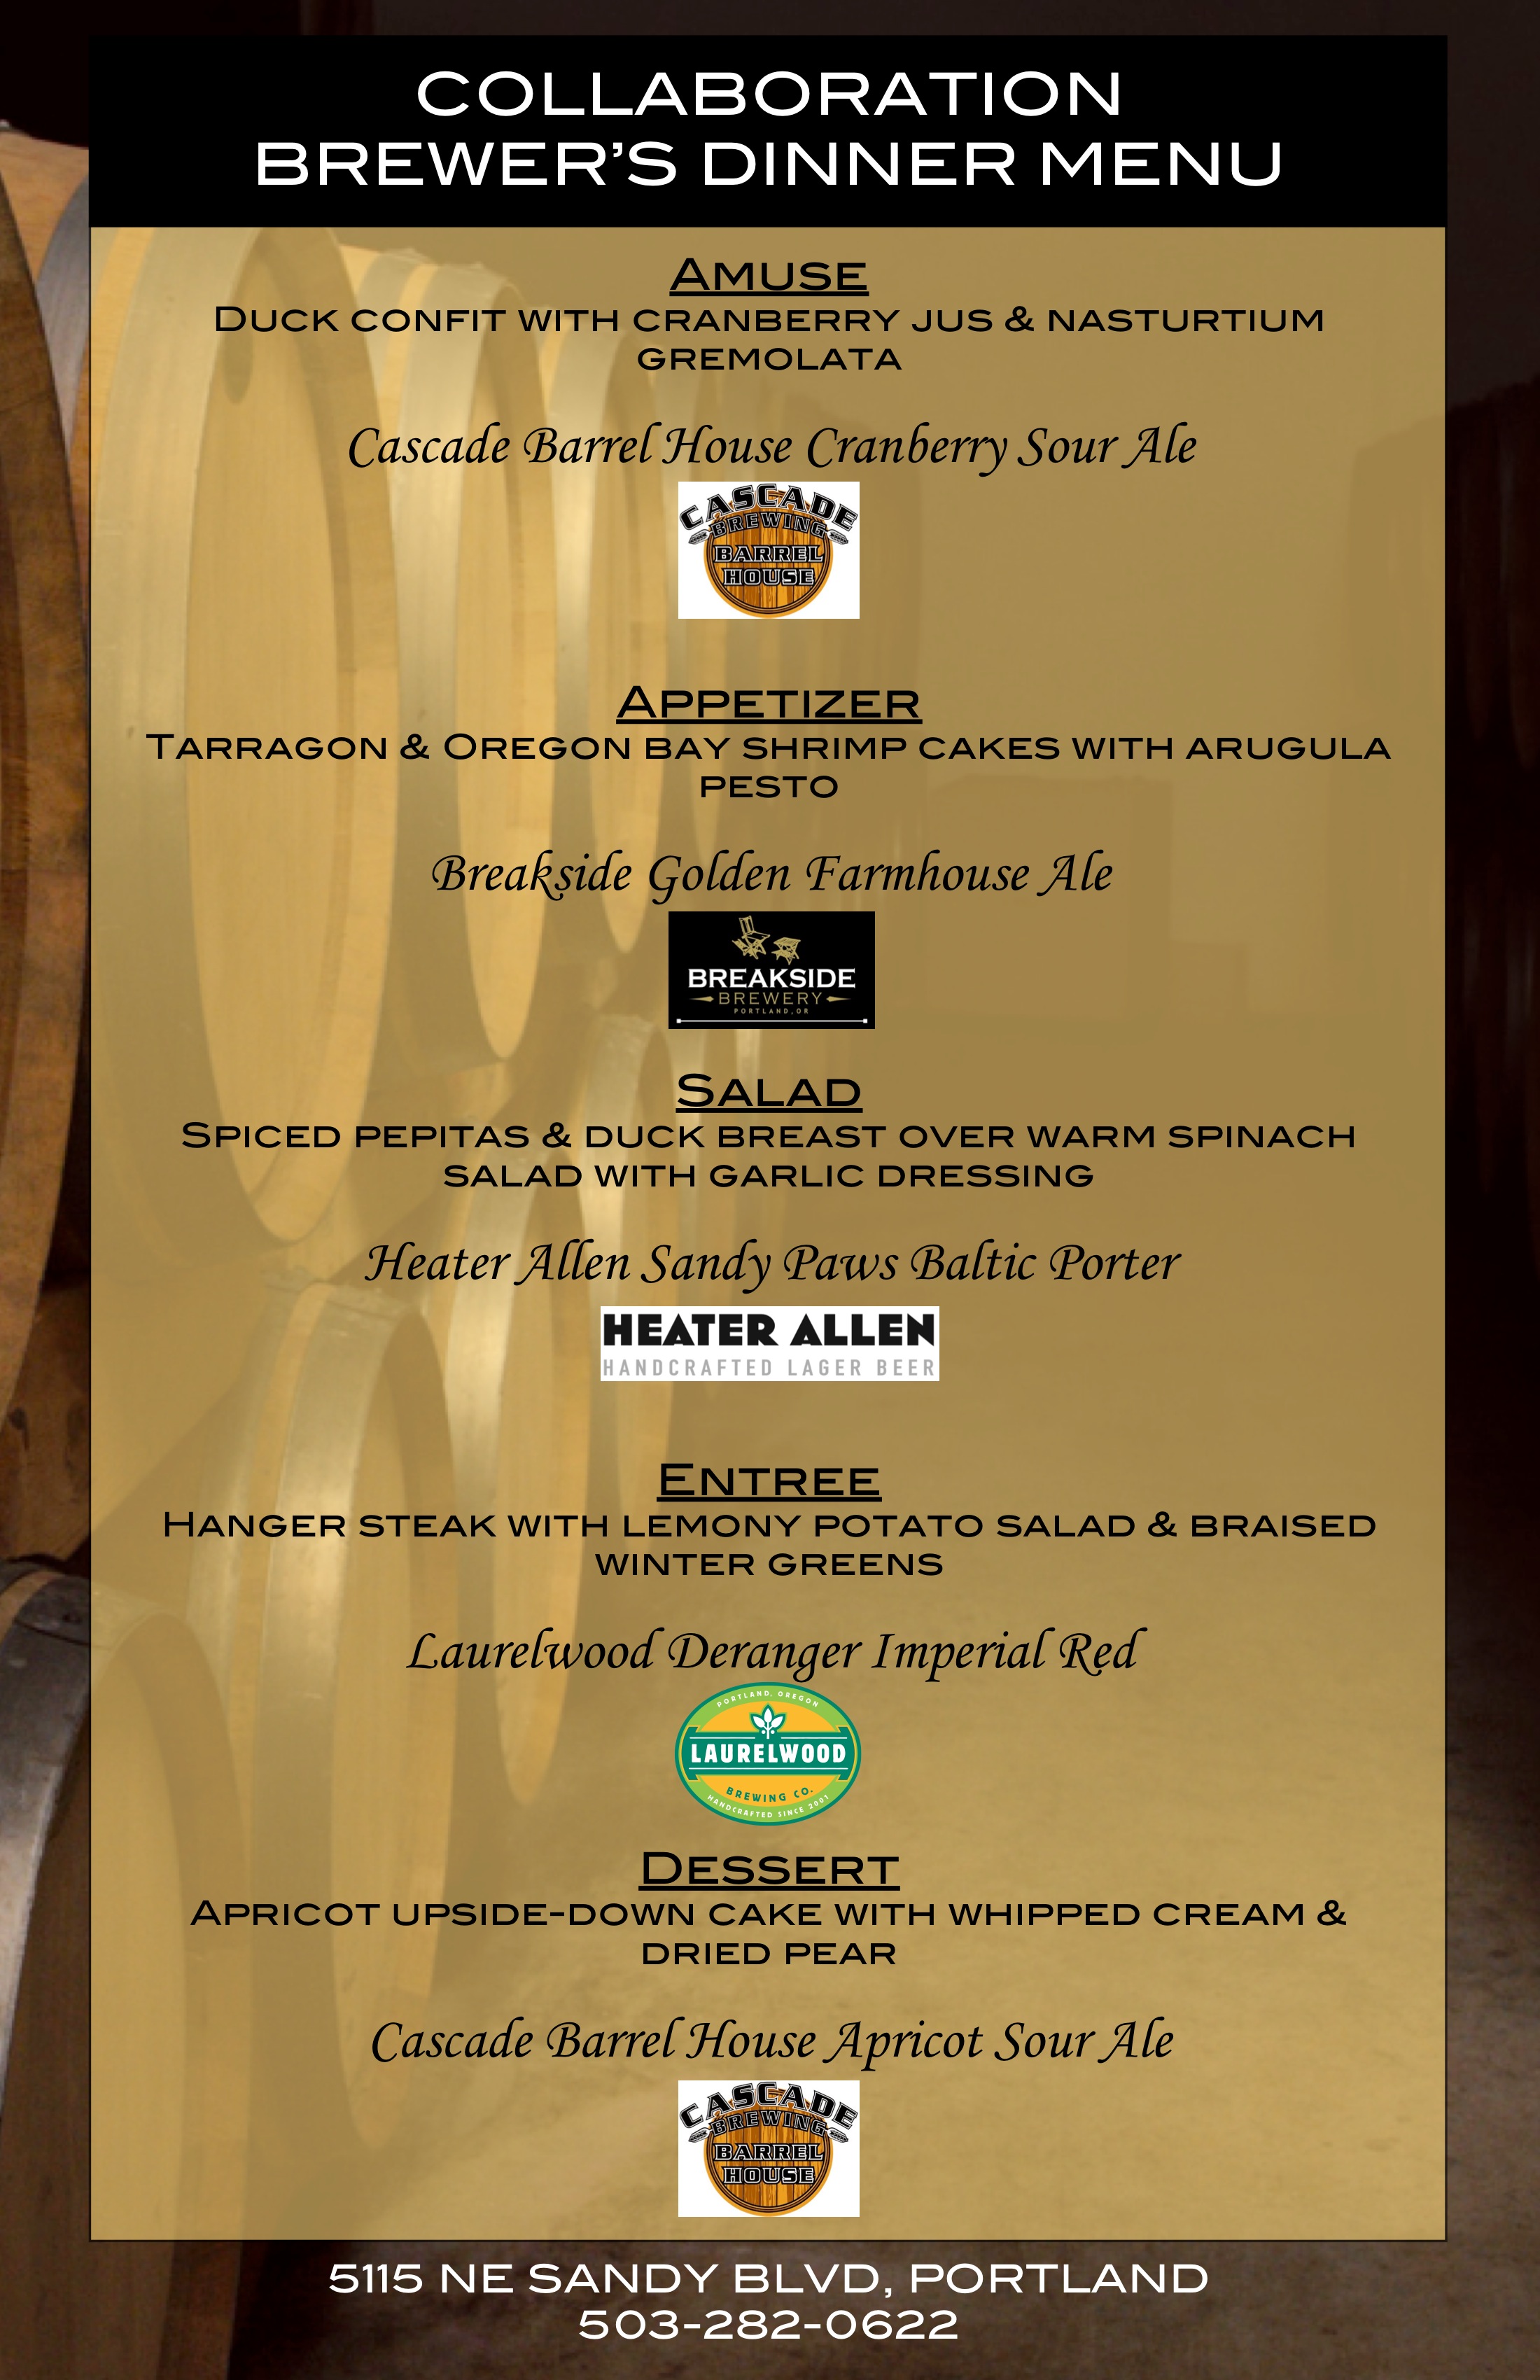 COLLABORATION
BREWER'S DINNER MENU
Amuse
Duck confit with cranberry jus & nasturtium
gremolata
Cascade Barrel House Cranberry Sour Ale
CASCADE
BREWING
BARREL
HOUSE
Appetizer
Tarragon & Oregon bay shrimp cakes with arugula
pesto
Breakside Golden Farmhouse Ale
BREAKSIDE
BREWERY
PORTLAND, OR
Salad
Spiced pepitas & duck breast over warm spinach
salad with garlic dressing
Heater Allen Sandy Paws Baltic Porter
HEATER ALLEN
HANDCRAFTED LAGER BEER
Entree
Hanger steak with lemony potato salad & braised
winter greens
Laurelwood Deranger Imperial Red
PORTLAND, OREGON
LAURELWOOD
BREWING CO.
HANDCRAFTED SINCE 2001
Dessert
Apricot upside-down cake with whipped cream &
dried pear
Cascade Barrel House Apricot Sour Ale
CASCADE
BREWING
BARREL
HOUSE
5115 NE SANDY BLVD, PORTLAND
503-282-0622